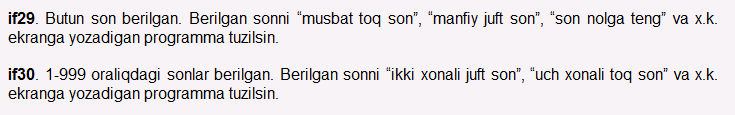 if29. Butun son berilgan. Berilgan sonni “musbat toq son”, “manfiy juft son”, “son nolga teng” va x.k.
ekranga yozadigan programma tuzilsin.
if30. 1-999 oraliqdagi sonlar berilgan. Berilgan sonni “ikki xonali juft son”, “uch xonali toq son” va x.k.
ekranga yozadigan programma tuzilsin.